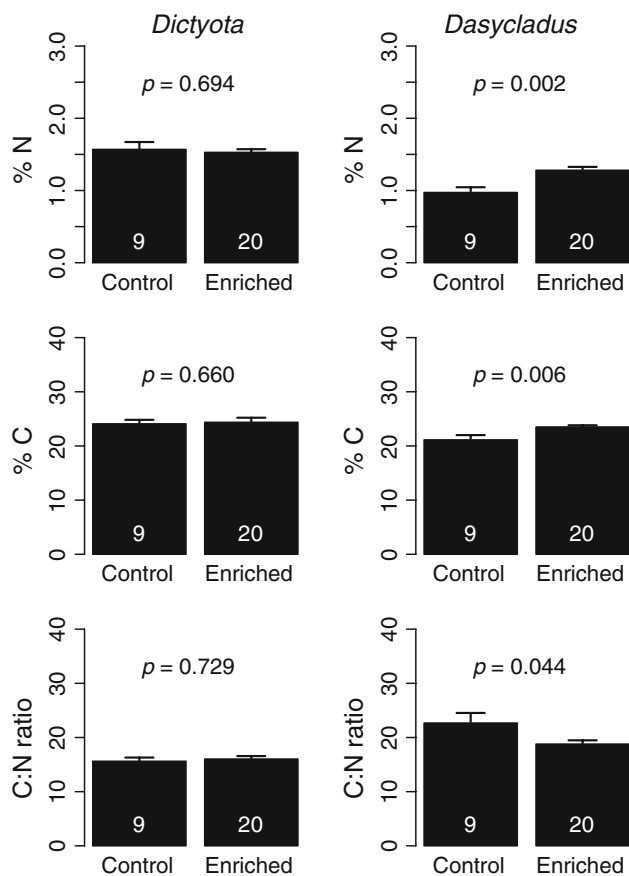 Dictyota Dasycladus
3.0 3.0
p = 0.694 p = 0.002
2.0 2.0
% N % N
1.0 1.0
9 20 9 20
0.0 0.0
Control Enriched Control Enriched
40 40
p = 0.660 p = 0.006
30 30
% C % C
20 20
10 10
9 20 9 20
0 0
Control Enriched Control Enriched
40 40
p = 0.729 p = 0.044
30 30
C:N ratio C:N ratio
20 20
10 10
9 20 9 20
0 0
Control Enriched Control Enriched